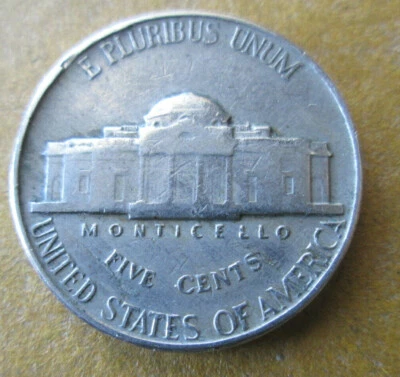 E PLURIBUS UNUM
MONTICELLO
FIVE CENTS
UNITED STATES OF AMERICA